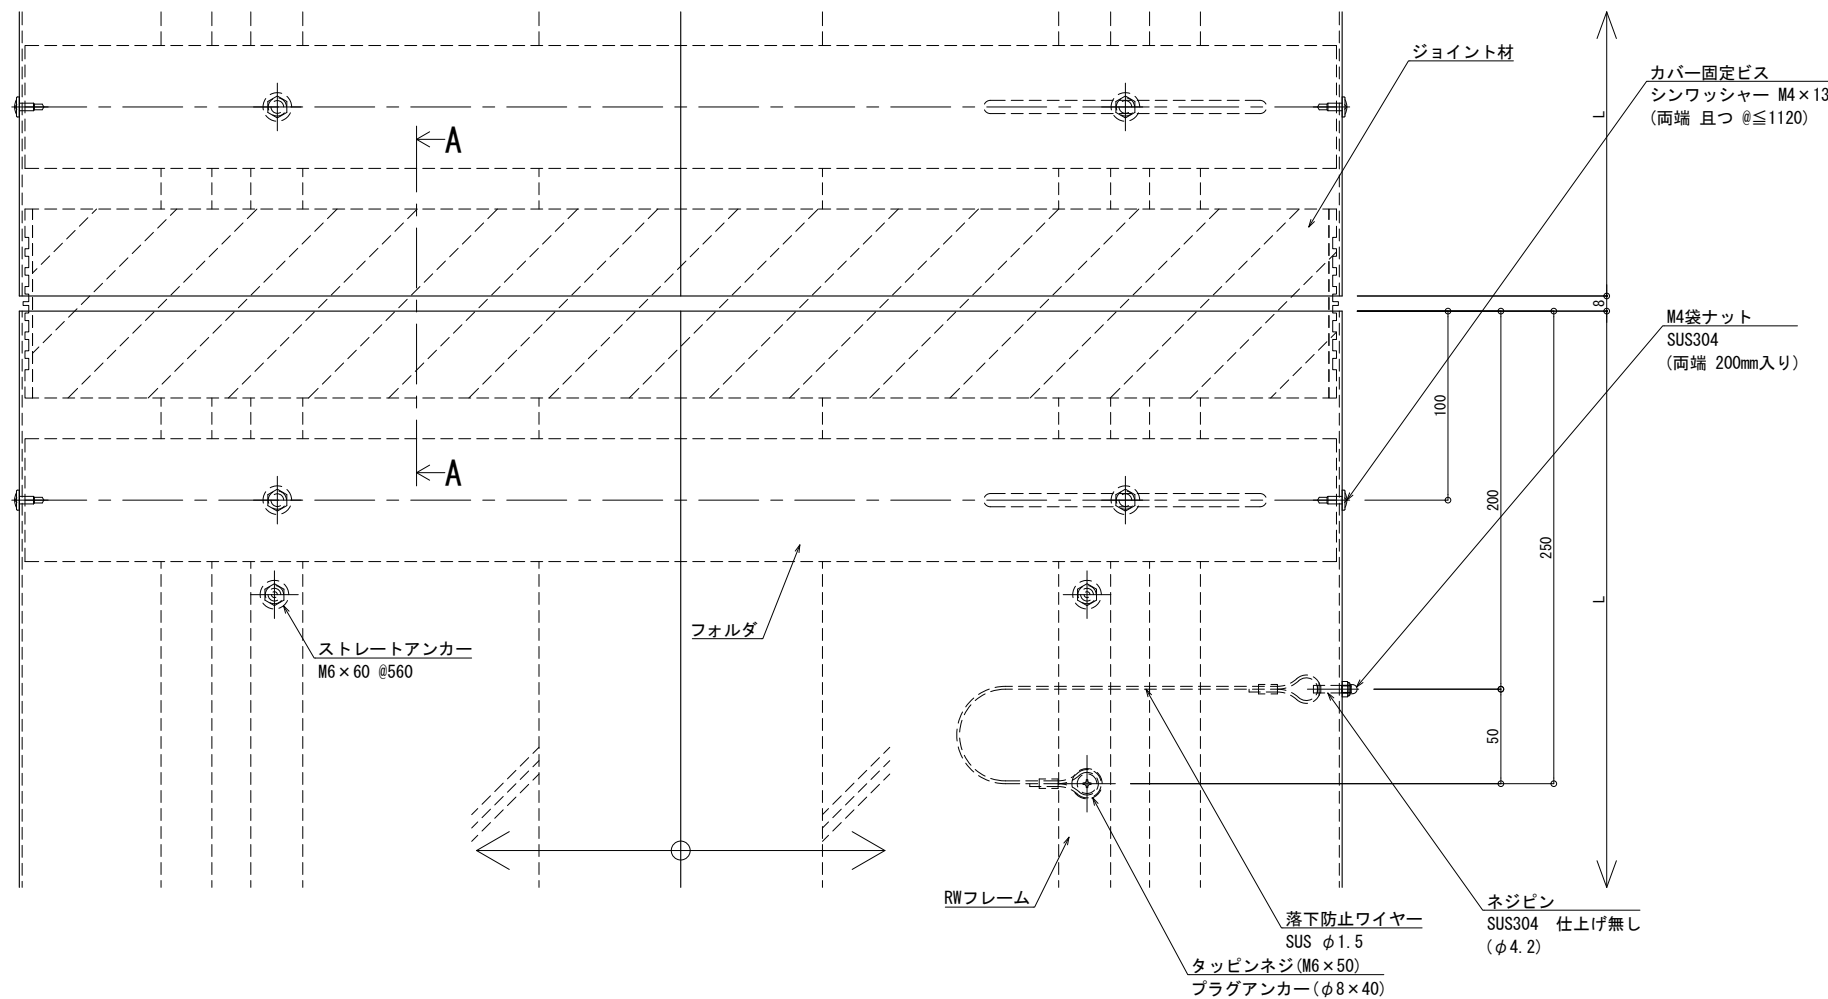 ジョイント材
カバー固定ビス
シンワッシャー M4×13
(両端 且つ @≦1120)
L
A
8
M4袋ナット
SUS304
(両端 200mm入り)
100
A
200
250
L
フォルダ
ストレートアンカー
M6×60 @560
50
RWフレーム
ネジピン
SUS304 仕上げ無し
(φ4.2)
落下防止ワイヤー
SUS φ1.5
タッピンネジ(M6×50)
プラグアンカー(φ8×40)